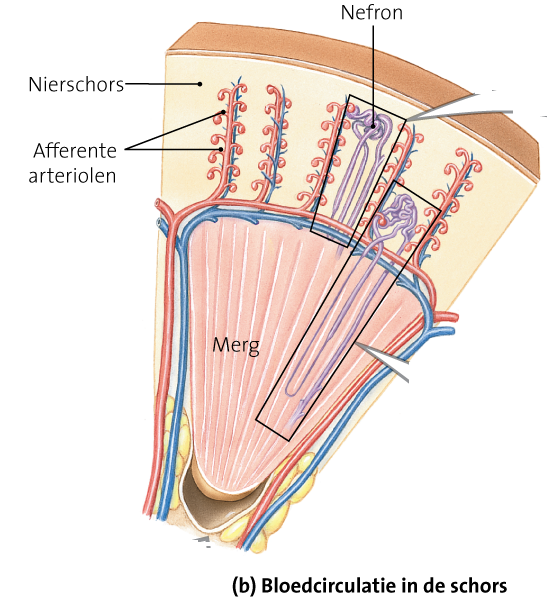 Nefron
Nierschors
Afferente
arteriolen
Merg
(b) Bloedcirculatie in de schors